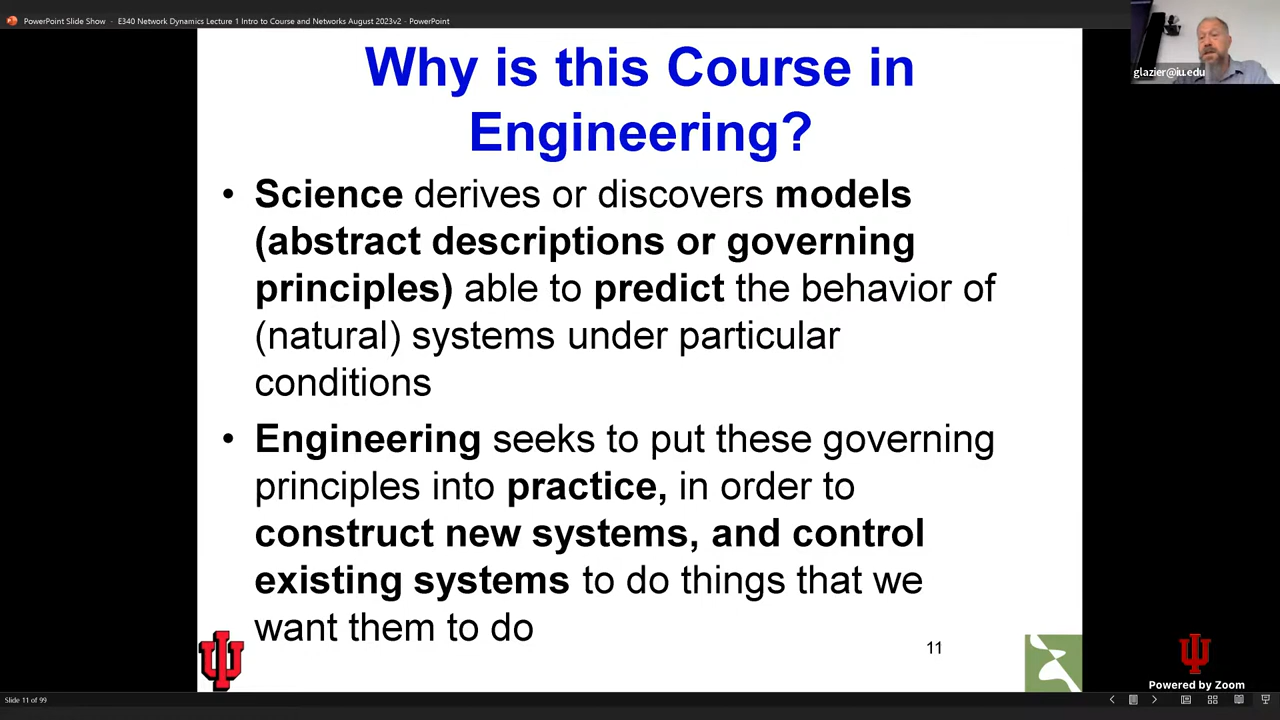 PowerPoint Slide Show - E340 Network Dynamics Lecture 1 Intro to Course and Networks August 2023v2 - PowerPoint
glazier@iu.edu
Why is this Course in
Engineering?
• Science derives or discovers models
(abstract descriptions or governing
principles) able to predict the behavior of
(natural) systems under particular
conditions
• Engineering seeks to put these governing
principles into practice, in order to
construct new systems, and control
existing systems to do things that we
want them to do
11
Powered by Zoom
Slide 11 of 99